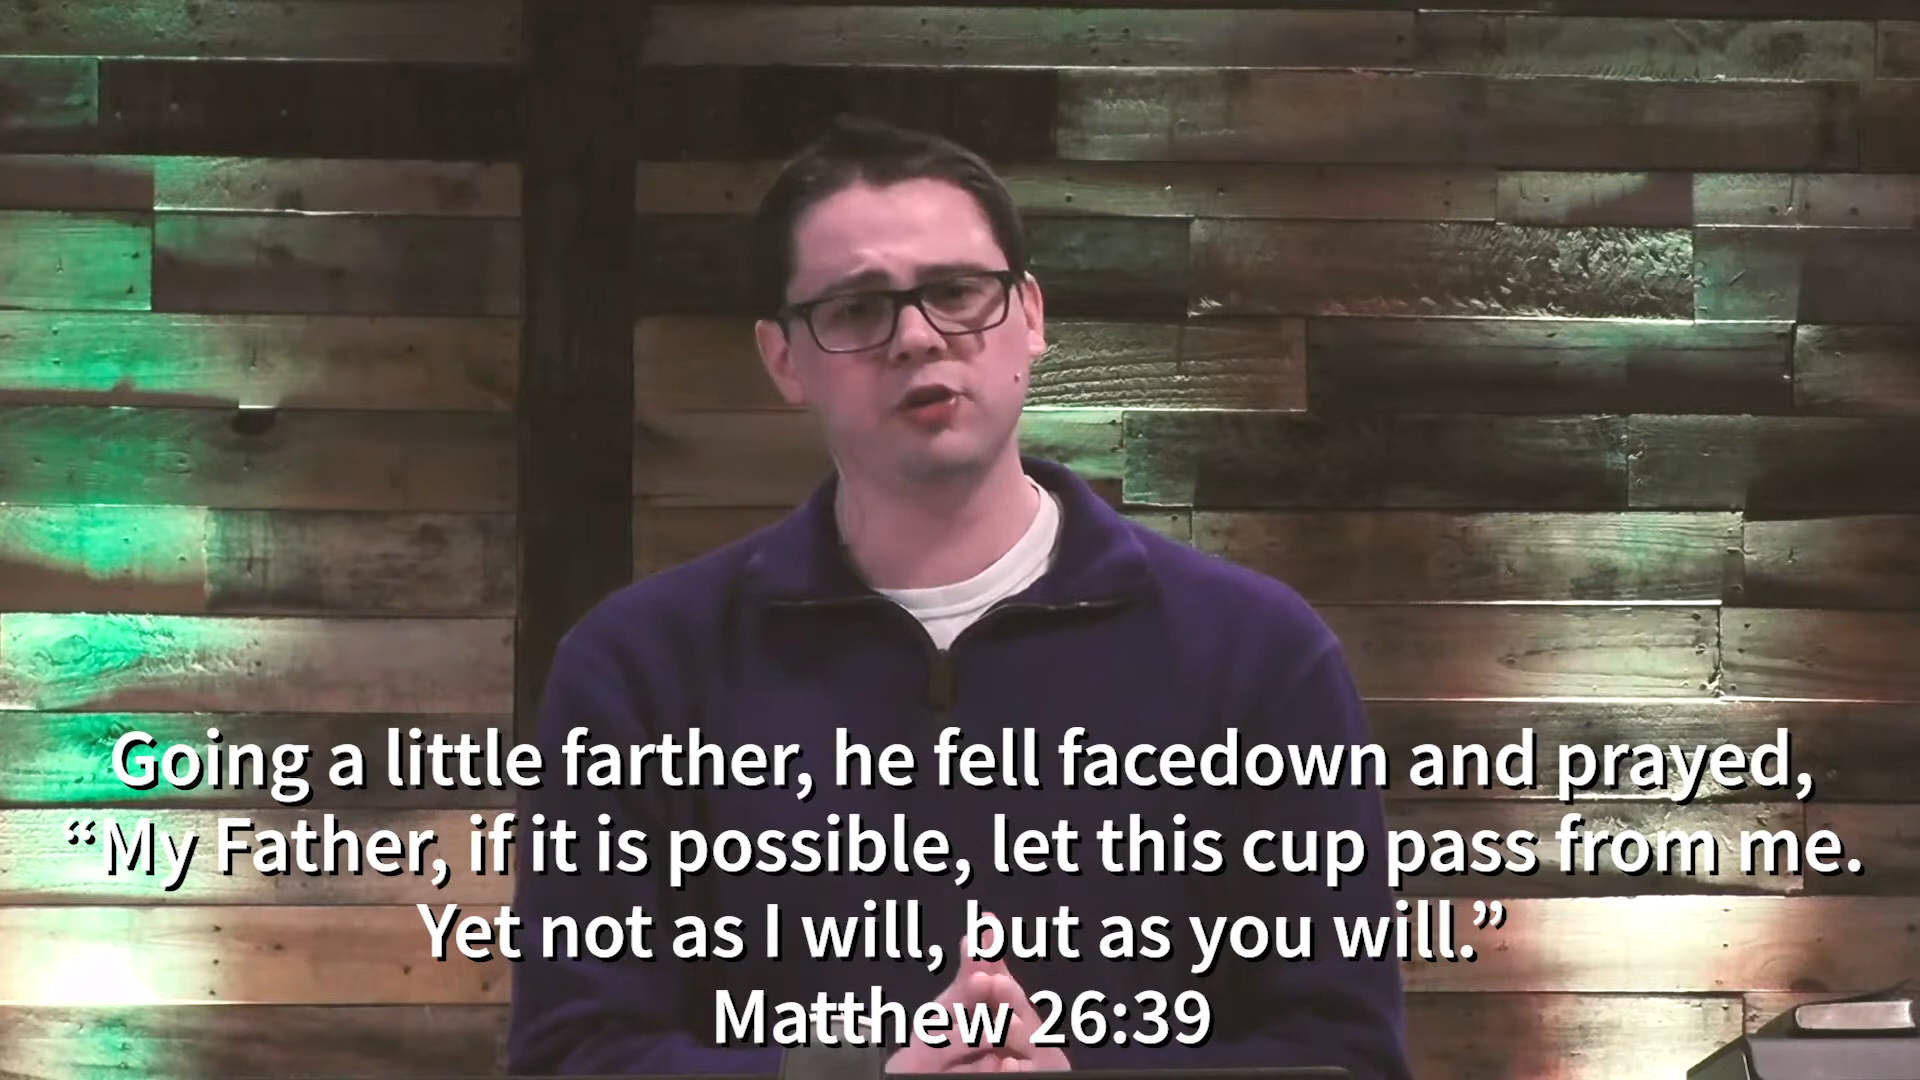 Going a little farther, he fell facedown and prayed,
“My Father, if it is possible, let this cup pass from me.
Yet not as I will, but as you will.”
Matthew 26:39